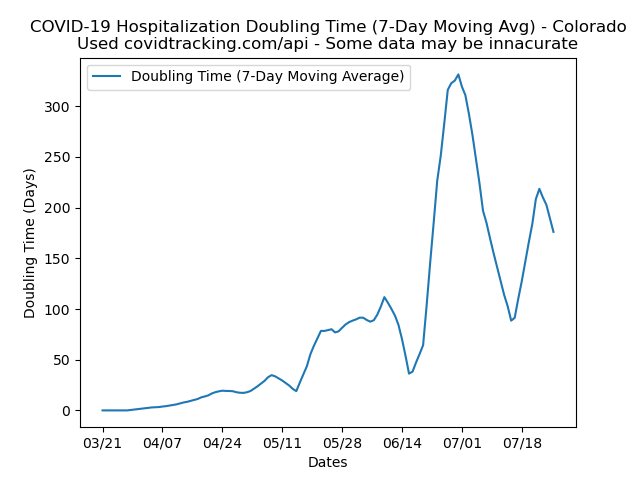 COVID-19 Hospitalization Doubling Time (7-Day Moving Avg) - Colorado
Used covidtracking.com/api - Some data may be innacurate
Doubling Time (7-Day Moving Average)
Doubling Time (Days)
300
250
200
150
100
50
0
03/21 04/07 04/24 05/11 05/28 06/14 07/01 07/18
Dates